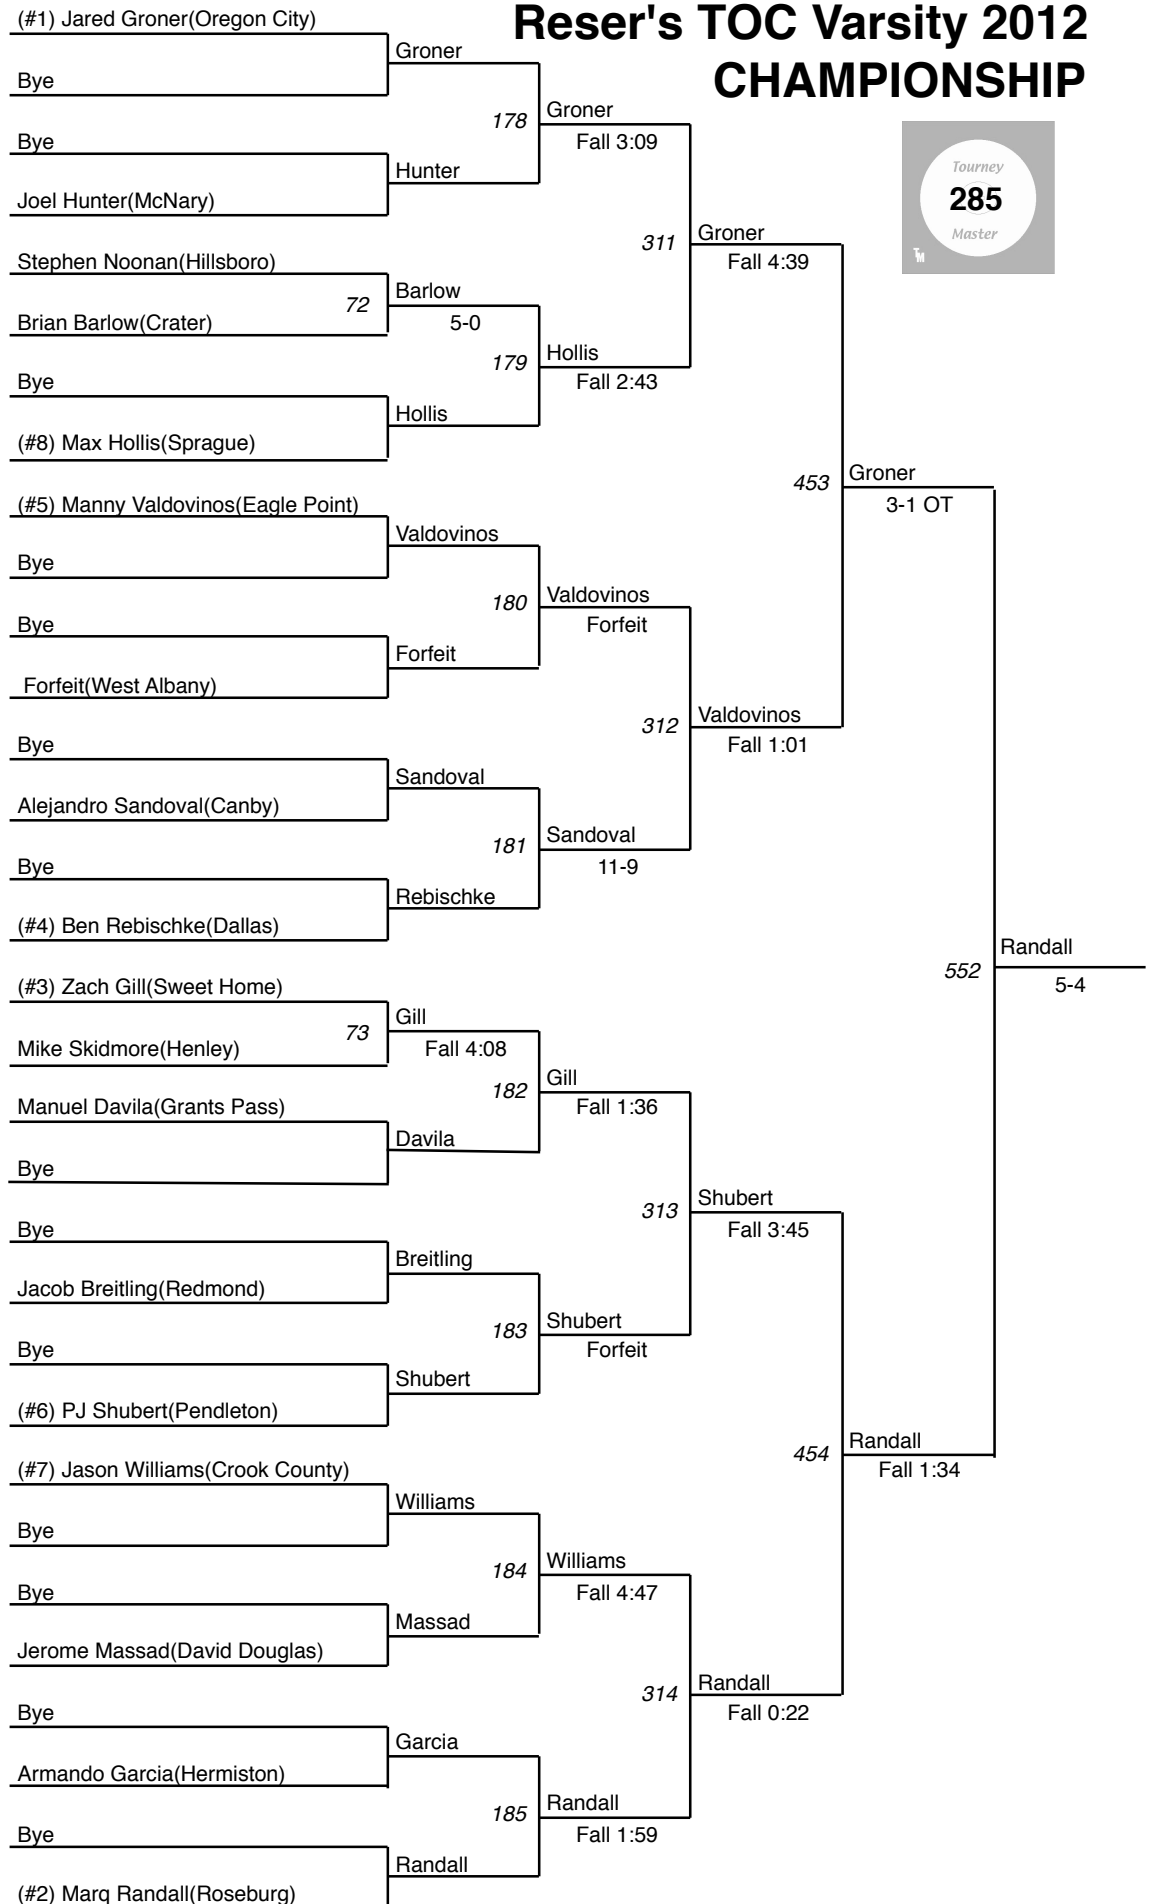 (#1) Jared Groner(Oregon City)
Reser's TOC Varsity 2012
CHAMPIONSHIP
Groner
Bye
178
Groner
Fall 3:09
Bye
Hunter
Joel Hunter(McNary)
Tourney
285
Master
TM
311
Groner
Fall 4:39
Stephen Noonan(Hillsboro)
72
Barlow
5-0
Brian Barlow(Crater)
179
Hollis
Fall 2:43
Bye
Hollis
(#8) Max Hollis(Sprague)
453
Groner
3-1 OT
(#5) Manny Valdovinos(Eagle Point)
Valdovinos
Bye
180
Valdovinos
Forfeit
Bye
Forfeit
Forfeit(West Albany)
312
Valdovinos
Fall 1:01
Bye
Sandoval
Alejandro Sandoval(Canby)
181
Sandoval
11-9
Bye
Rebischke
(#4) Ben Rebischke(Dallas)
552
Randall
5-4
(#3) Zach Gill(Sweet Home)
73
Gill
Fall 4:08
Mike Skidmore(Henley)
182
Gill
Fall 1:36
Manuel Davila(Grants Pass)
Davila
Bye
313
Shubert
Fall 3:45
Bye
Breitling
Jacob Breitling(Redmond)
183
Shubert
Forfeit
Bye
Shubert
(#6) PJ Shubert(Pendleton)
454
Randall
Fall 1:34
(#7) Jason Williams(Crook County)
Williams
Bye
184
Williams
Fall 4:47
Bye
Massad
Jerome Massad(David Douglas)
314
Randall
Fall 0:22
Bye
Garcia
Armando Garcia(Hermiston)
185
Randall
Fall 1:59
Bye
Randall
(#2) Marq Randall(Roseburg)